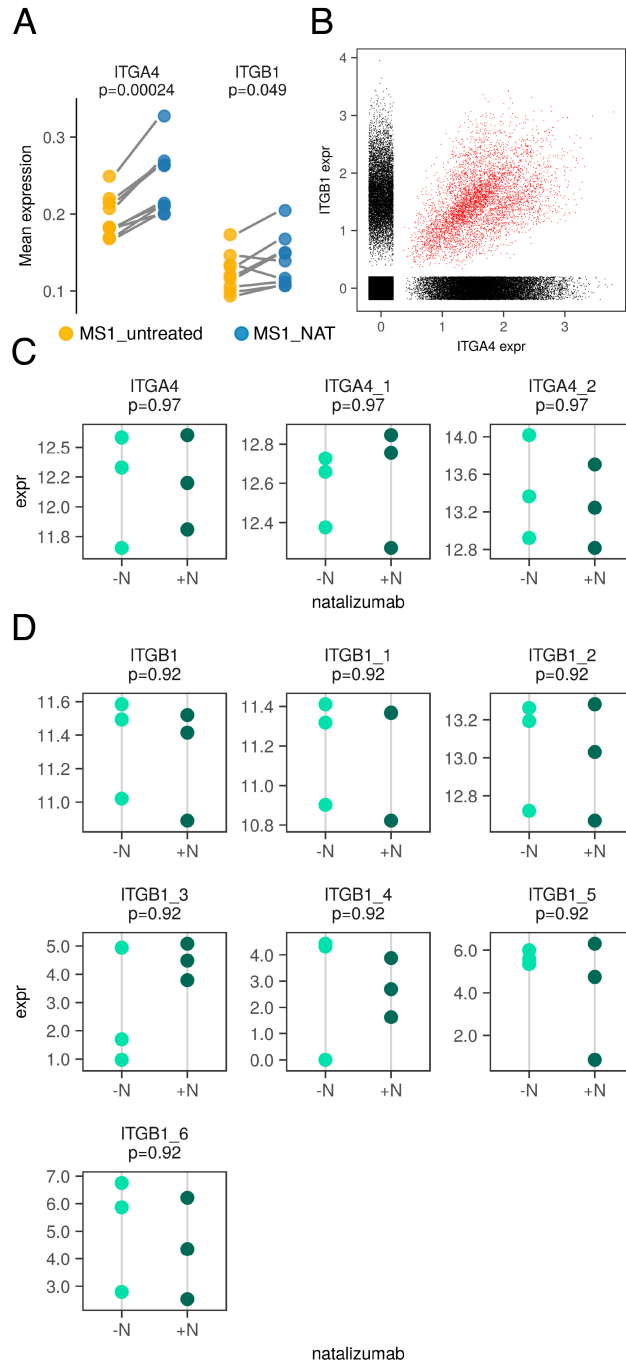 A
B
ITGA4
p=0.00024
ITGB1
p=0.049
0.3
0.2
0.1
Mean expression
MS1_untreated
MS1_NAT
4
3
2
1
0
ITGB1 expr
0
1
2
3
ITGA4 expr
C
ITGA4
p=0.97
12.5
12.2
12.0
11.8
expr
-N
+N
ITGA4_1
p=0.97
12.8
12.6
12.4
-N
+N
ITGA4_2
p=0.97
14.0
13.6
13.2
12.8
-N
+N
natalizumab
D
ITGB1
p=0.92
11.6
11.4
11.2
11.0
-N
+N
ITGB1_1
p=0.92
11.4
11.2
11.0
10.8
-N
+N
ITGB1_2
p=0.92
13.2
13.0
12.8
-N
+N
ITGB1_3
p=0.92
5.0
4.0
3.0
2.0
1.0
expr
-N
+N
ITGB1_4
p=0.92
4.0
3.0
2.0
1.0
0.0
-N
+N
ITGB1_5
p=0.92
6.0
4.0
2.0
-N
+N
ITGB1_6
p=0.92
7.0
6.0
5.0
4.0
3.0
-N
+N
natalizumab